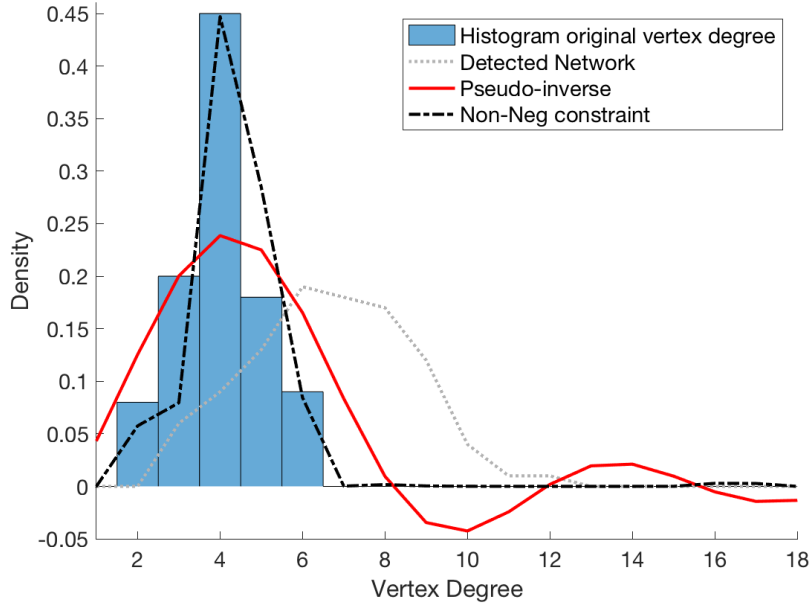 0.45
0.4
0.35
0.3
0.25
0.2
0.15
0.1
0.05
0
-0.05
Density
Histogram original vertex degree
Detected Network
Pseudo-inverse
Non-Neg constraint
2 4 6 8 10 12 14 16 18
Vertex Degree